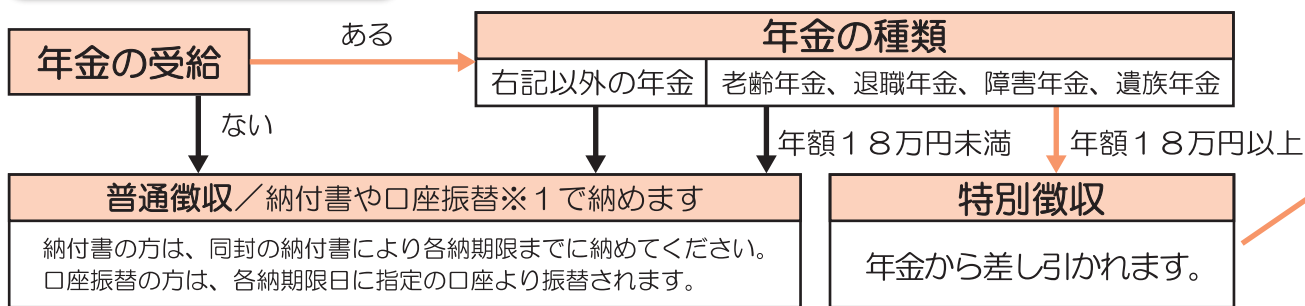 年金の受給
ある
年金の種類
右記以外の年金
老齢年金、退職年金、障害年金、遺族年金
ない
年額18万円未満
年額18万円以上
普通徴収/納付書や口座振替※1で納めます
納付書の方は、同封の納付書により各納期限までに納めてください。
口座振替の方は、各納期限日に指定の口座より振替されます。
特別徴収
年金から差し引かれます。